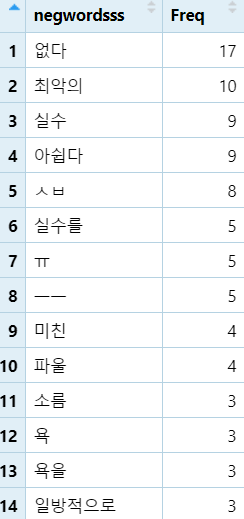 negwordsss Freq
1 없다 17
2 최악의 10
3 실수 9
4 아쉽다 9
5 ㅅㅂ 8
6 실수를 5
7 ㅠ 5
8 ㅡㅡ 5
9 미친 4
10 파울 4
11 소름 3
12 욕 3
13 욕을 3
14 일방적으로 3